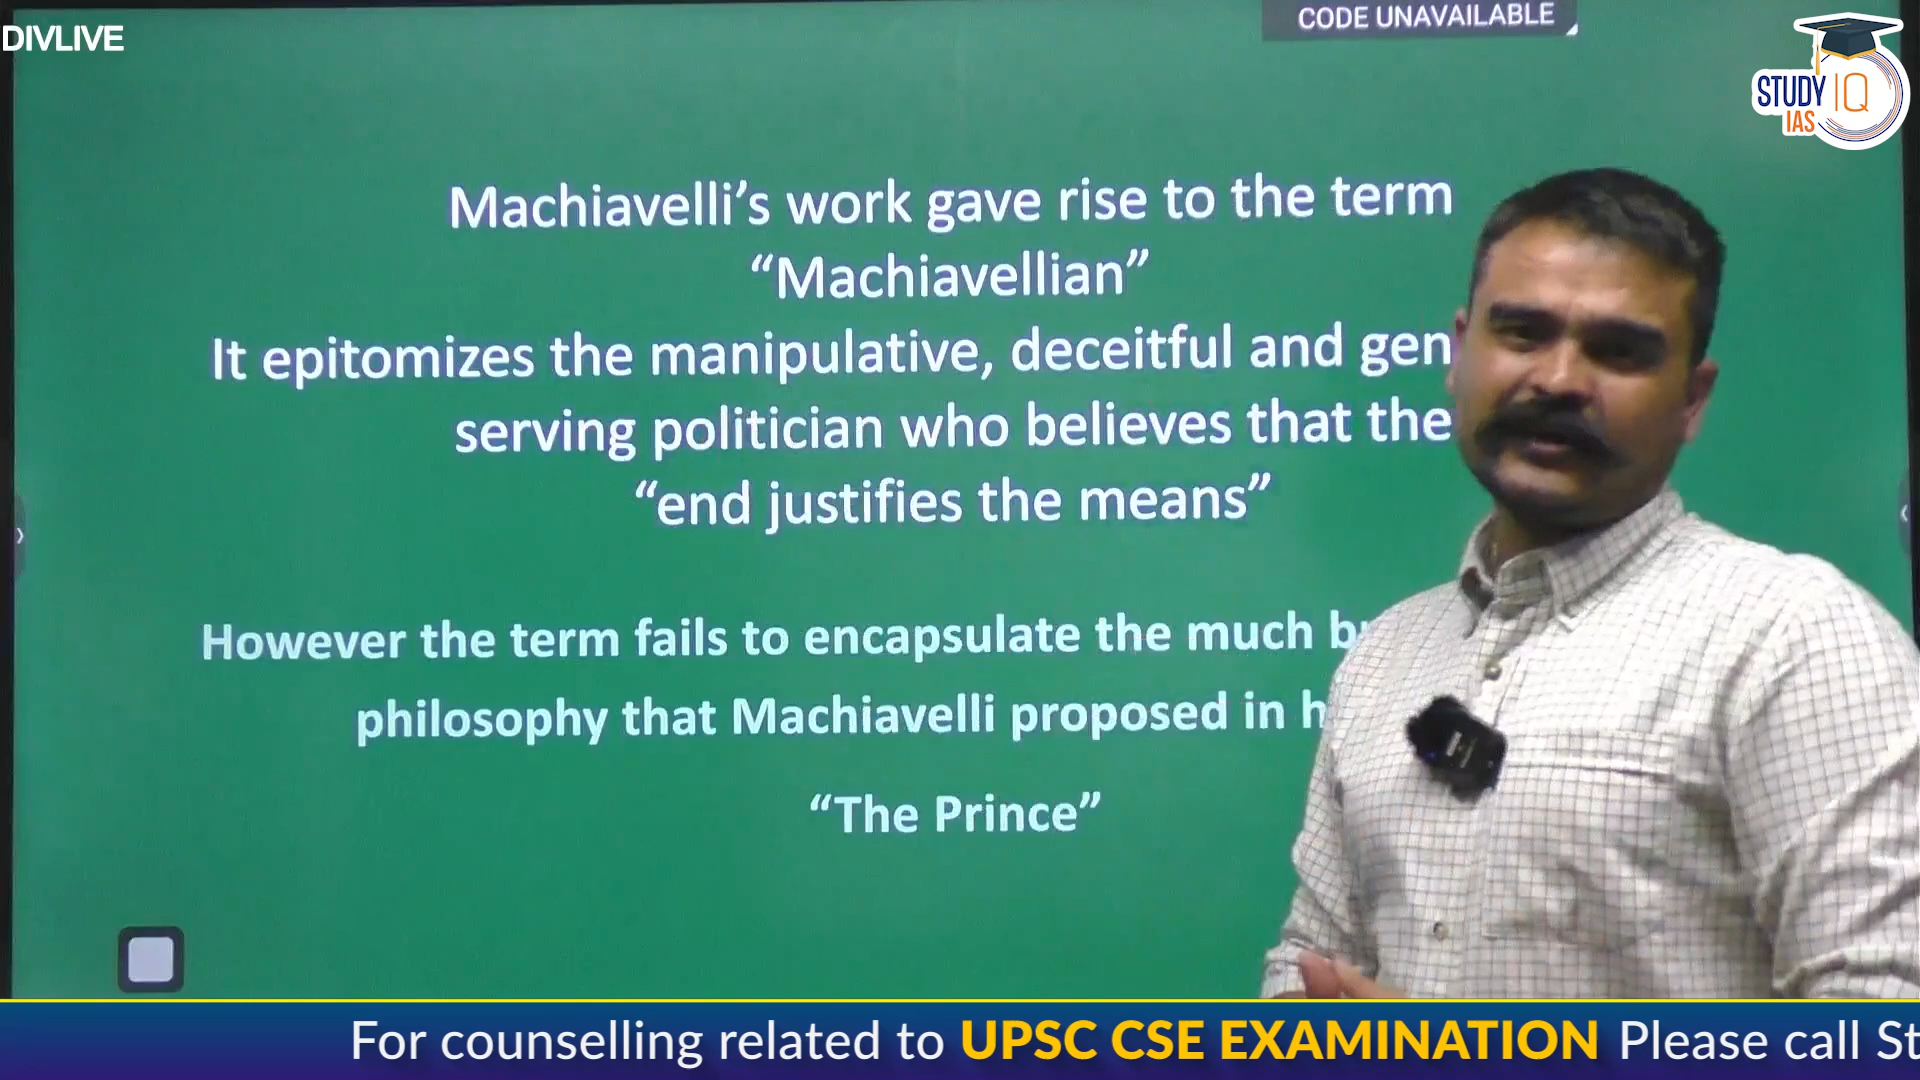 DIVLIVE
CODE UNAVAILABLE
STUDY IQ
IAS
Machiavelli’s work gave rise to the term
“Machiavellian”
It epitomizes the manipulative, deceitful and
serving politician who believes that the
“end justifies the means”
However the term fails to encapsulate the much
philosophy that Machiavelli proposed in
“The Prince”
For counselling related to UPSC CSE EXAMINATION Please call